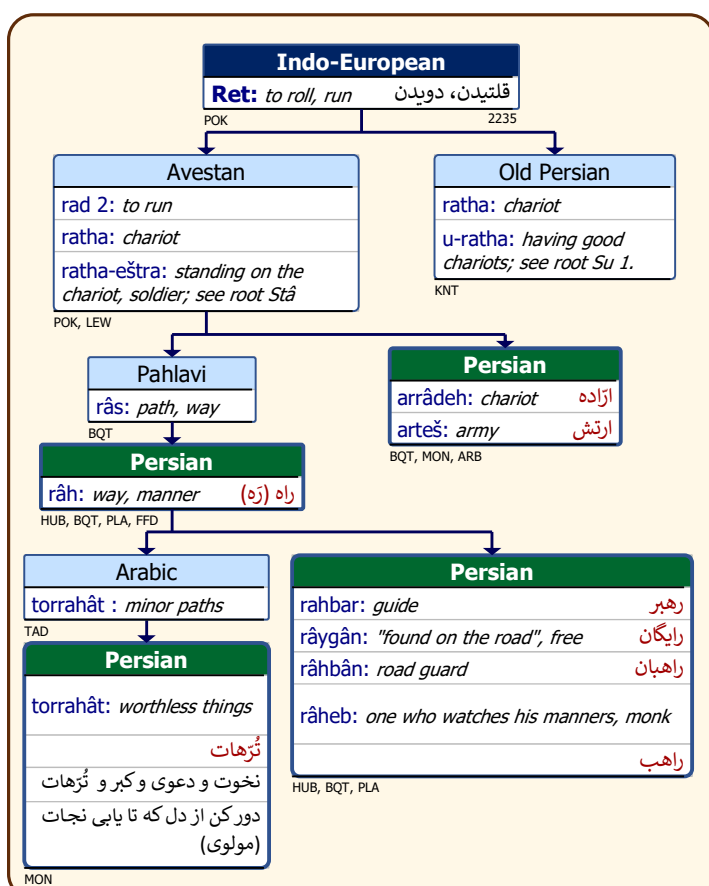 Indo-European
Ret: to roll, run قلتیدن، دویدن
POK 2235
Avestan
rad 2: to run
ratha: chariot
ratha-eštra: standing on the
chariot, soldier; see root Stâ
POK, LEW
Old Persian
ratha: chariot
u-ratha: having good
chariots; see root Su 1.
KNT
Pahlavi
râs: path, way
BQT
Persian
arrâdeh: chariot ارّاده
arteš: army ارتش
BQT, MON, ARB
Persian
râh: way, manner راه (رَه)
HUB, BQT, PLA, FFD
Arabic
torrahât : minor paths
TAD
Persian
torrahât: worthless things
تُرّهات
نخوت و دعوی و کبر و تُرّهات
دور کن از دل که تا یابی نجات
(مولوی)
MON
Persian
rahbar: guide رهبر
râygân: "found on the road", free رایگان
râhbân: road guard راهبان
râheb: one who watches his manners, monk
راهب
HUB, BQT, PLA